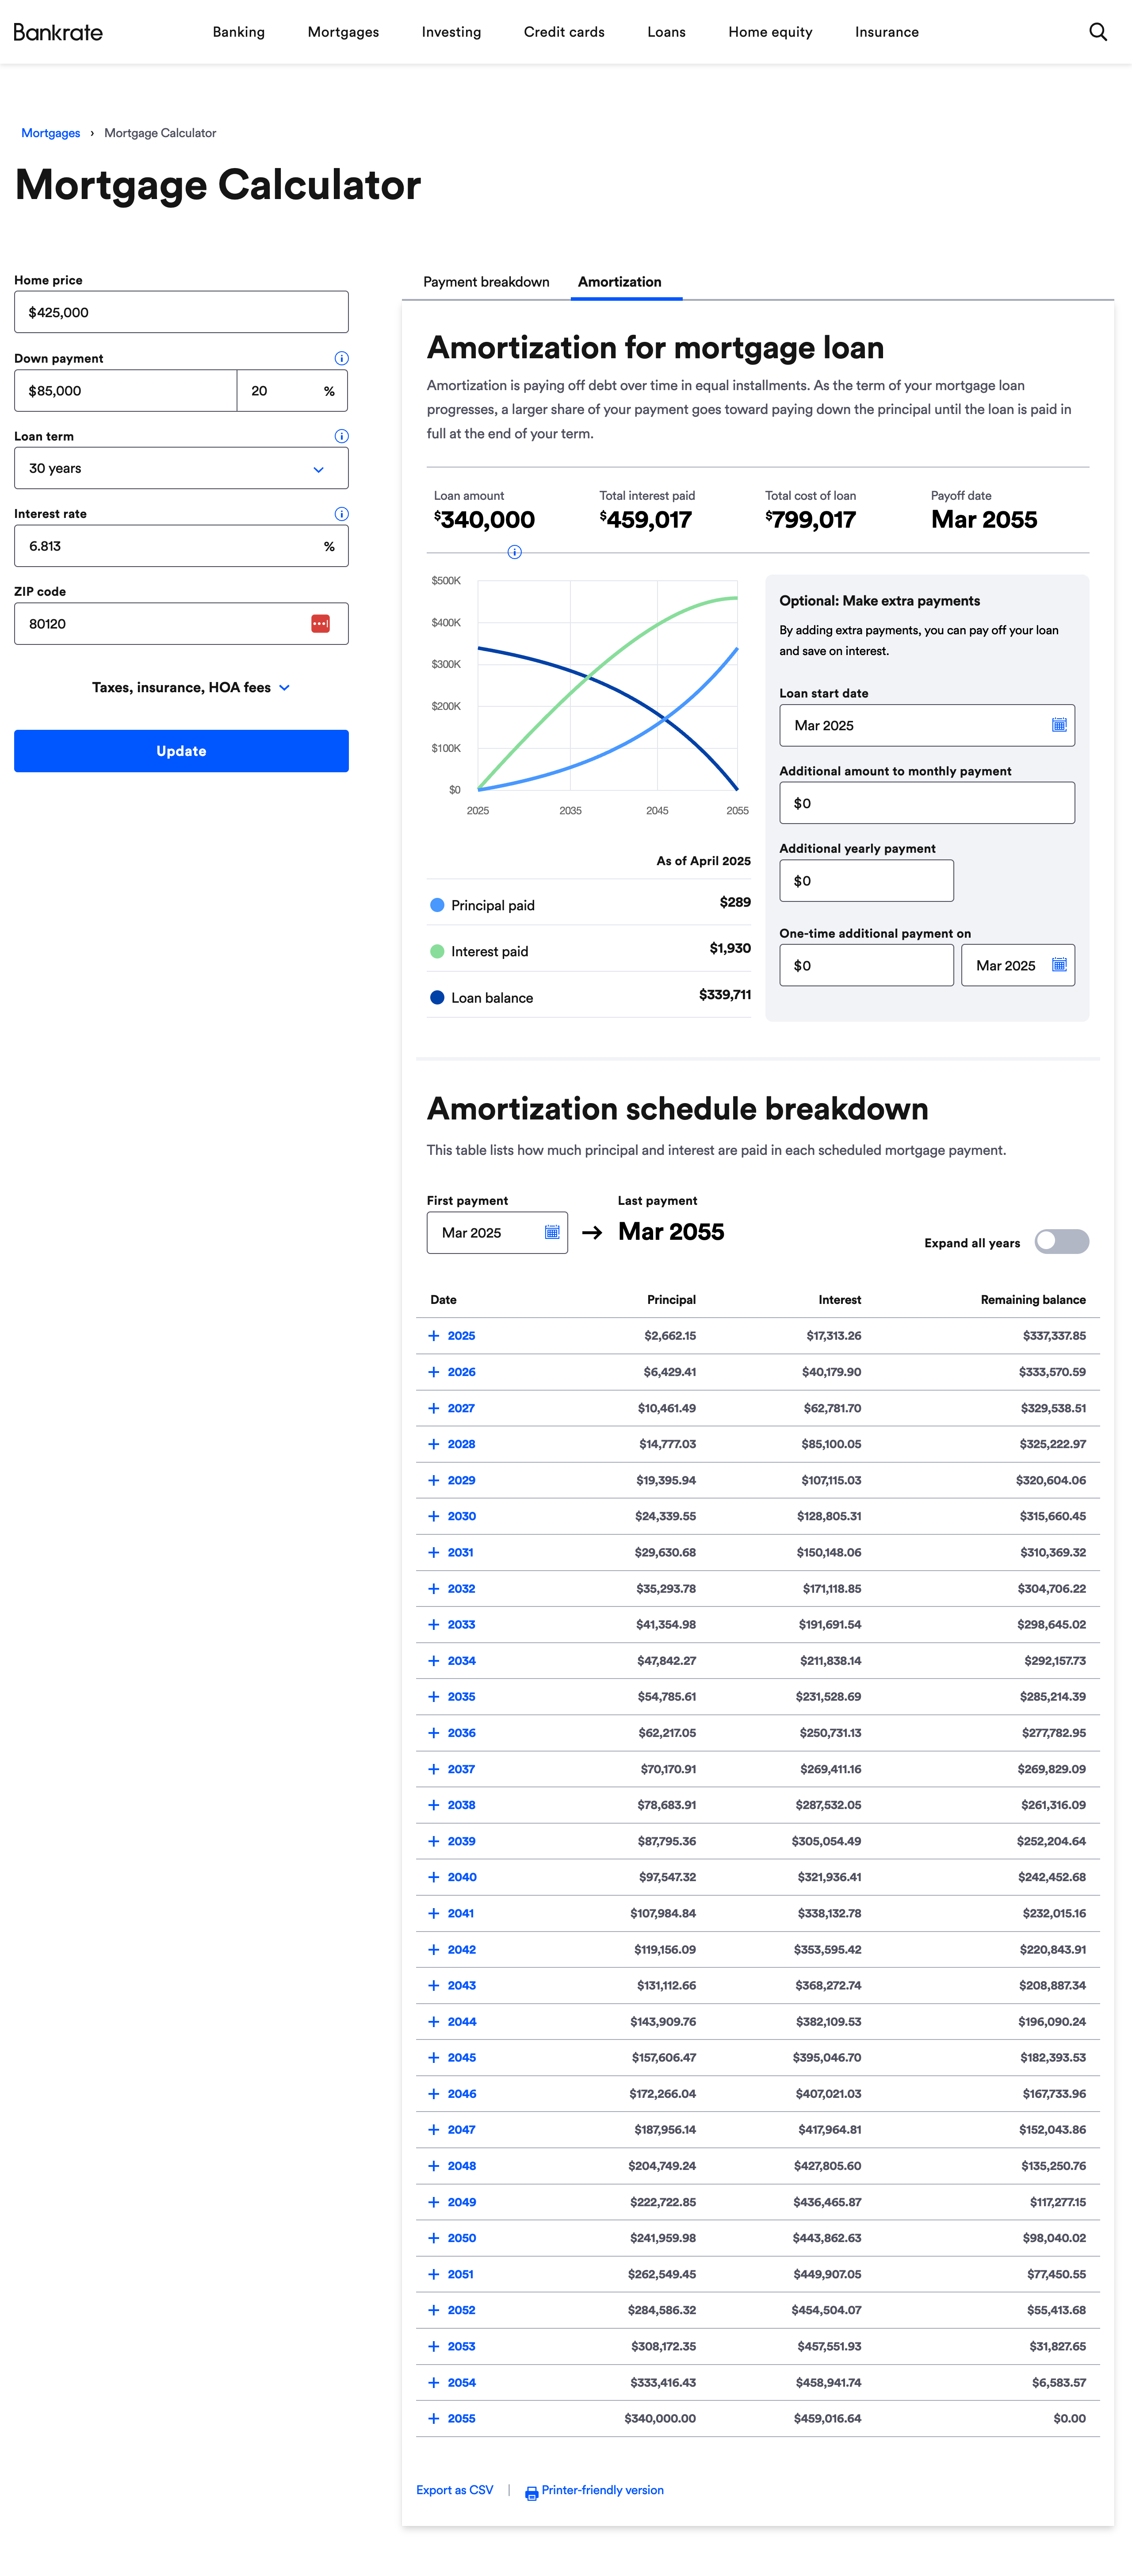 Bankrate
Banking Mortgages Investing Credit cards Loans Home equity Insurance
Mortgages › Mortgage Calculator
Mortgage Calculator
Home price
$425,000
Down payment
$85,000 20 %
Loan term
30 years
Interest rate
6.813 %
ZIP code
80120
Taxes, insurance, HOA fees
Update
Payment breakdown Amortization
Amortization for mortgage loan
Amortization is paying off debt over time in equal installments. As the term of your mortgage loan
progresses, a larger share of your payment goes toward paying down the principal until the loan is paid in
full at the end of your term.
Loan amount Total interest paid Total cost of loan Payoff date
$340,000 $459,017 $799,017 Mar 2055
$500K
$400K
$300K
$200K
$100K
$0
2025 2035 2045 2055
As of April 2025
Principal paid $289
Interest paid $1,930
Loan balance $339,711
Optional: Make extra payments
By adding extra payments, you can pay off your loan
and save on interest.
Loan start date
Mar 2025
Additional amount to monthly payment
$0
Additional yearly payment
$0
One-time additional payment on
$0 Mar 2025
Amortization schedule breakdown
This table lists how much principal and interest are paid in each scheduled mortgage payment.
First payment Last payment
Mar 2025 → Mar 2055
Expand all years
Date Principal Interest Remaining balance
+ 2025 $2,662.15 $17,313.26 $337,337.85
+ 2026 $6,429.41 $40,179.90 $333,570.59
+ 2027 $10,461.49 $62,781.70 $329,538.51
+ 2028 $14,777.03 $85,100.05 $325,222.97
+ 2029 $19,395.94 $107,115.03 $320,604.06
+ 2030 $24,339.55 $128,805.31 $315,660.45
+ 2031 $29,630.68 $150,148.06 $310,369.32
+ 2032 $35,293.78 $171,118.85 $304,706.22
+ 2033 $41,354.98 $191,691.54 $298,645.02
+ 2034 $47,842.27 $211,838.14 $292,157.73
+ 2035 $54,785.61 $231,528.69 $285,214.39
+ 2036 $62,217.05 $250,731.13 $277,782.95
+ 2037 $70,170.91 $269,411.16 $269,829.09
+ 2038 $78,683.91 $287,532.05 $261,316.09
+ 2039 $87,795.36 $305,054.49 $252,204.64
+ 2040 $97,547.32 $321,936.41 $242,452.68
+ 2041 $107,984.84 $338,132.78 $232,015.16
+ 2042 $119,156.09 $353,595.42 $220,843.91
+ 2043 $131,112.66 $368,272.74 $208,887.34
+ 2044 $143,909.76 $382,109.53 $196,090.24
+ 2045 $157,606.47 $395,046.70 $182,393.53
+ 2046 $172,266.04 $407,021.03 $167,733.96
+ 2047 $187,956.14 $417,964.81 $152,043.86
+ 2048 $204,749.24 $427,805.60 $135,250.76
+ 2049 $222,722.85 $436,465.87 $117,277.15
+ 2050 $241,959.98 $443,862.63 $98,040.02
+ 2051 $262,549.45 $449,907.05 $77,450.55
+ 2052 $284,586.32 $454,504.07 $55,413.68
+ 2053 $308,172.35 $457,551.93 $31,827.65
+ 2054 $333,416.43 $458,941.74 $6,583.57
+ 2055 $340,000.00 $459,016.64 $0.00
Export as CSV | Printer-friendly version